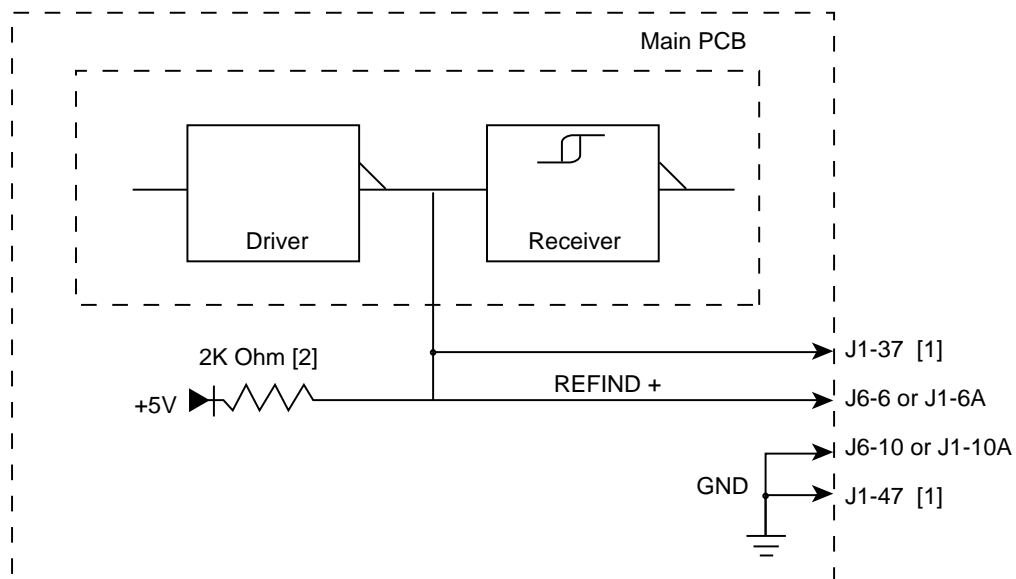 Main PCB
Driver
Receiver
2K Ohm [2]
J1-37 [1]
REFIND +
+5V
J6-6 or J1-6A
J6-10 or J1-10A
GND
J1-47 [1]